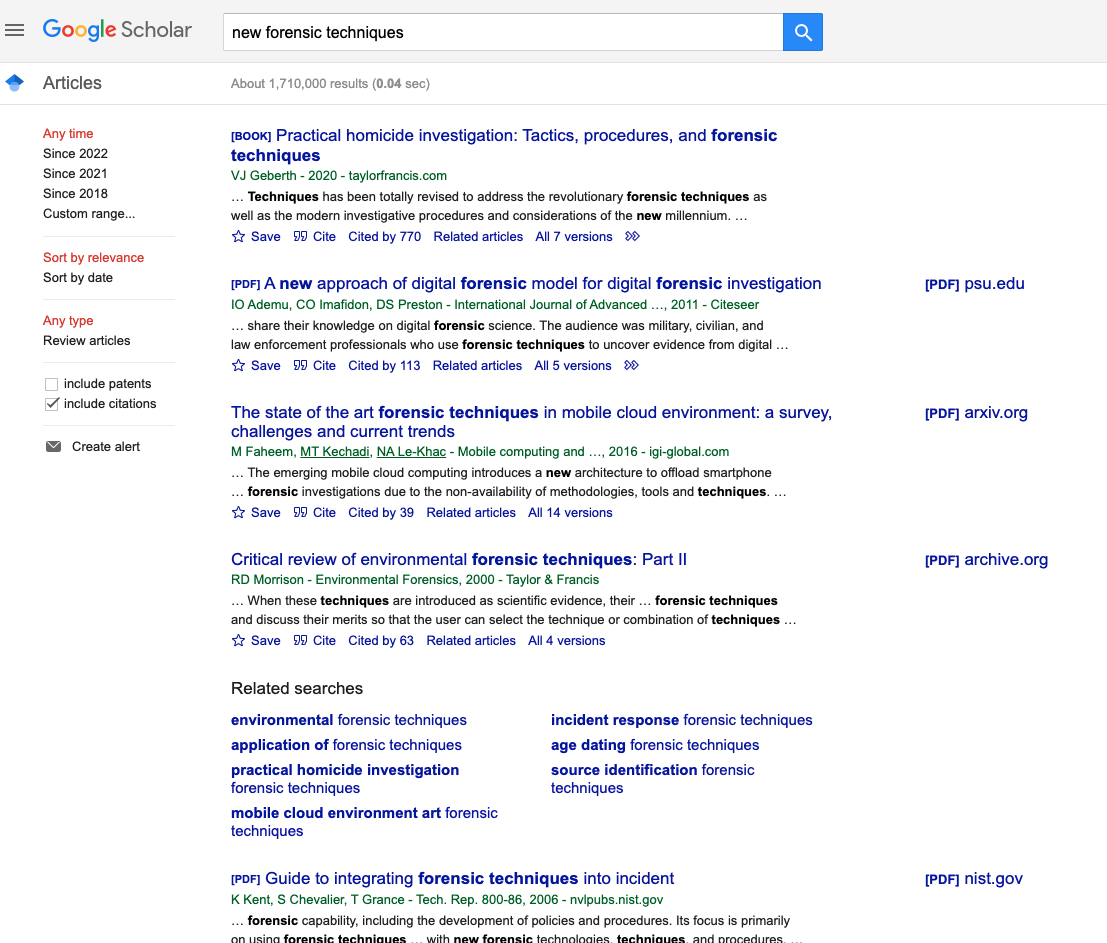 Google Scholar
new forensic techniques
Articles
About 1,710,000 results (0.04 sec)
Any time
Since 2022
Since 2021
Since 2018
Custom range...
Sort by relevance
Sort by date
Any type
Review articles
include patents
include citations
Create alert
[BOOK] Practical homicide investigation: Tactics, procedures, and forensic
techniques
VJ Geberth - 2020 - taylorfrancis.com
… Techniques has been totally revised to address the revolutionary forensic techniques as
well as the modern investigative procedures and considerations of the new millennium. …
Save Cite Cited by 770 Related articles All 7 versions
[PDF] A new approach of digital forensic model for digital forensic investigation
[PDF] psu.edu
IO Ademu, CO Imafidon, DS Preston - International Journal of Advanced …, 2011 - Citeseer
… share their knowledge on digital forensic science. The audience was military, civilian, and
law enforcement professionals who use forensic techniques to uncover evidence from digital …
Save Cite Cited by 113 Related articles All 5 versions
The state of the art forensic techniques in mobile cloud environment: a survey,
challenges and current trends
[PDF] arxiv.org
M Faheem, MT Kechadi, NA Le-Khac - Mobile computing and …, 2016 - igi-global.com
… The emerging mobile cloud computing introduces a new architecture to offload smartphone
… forensic investigations due to the non-availability of methodologies, tools and techniques. …
Save Cite Cited by 39 Related articles All 14 versions
Critical review of environmental forensic techniques: Part II
[PDF] archive.org
RD Morrison - Environmental Forensics, 2000 - Taylor & Francis
… When these techniques are introduced as scientific evidence, their … forensic techniques
and discuss their merits so that the user can select the technique or combination of techniques …
Save Cite Cited by 63 Related articles All 4 versions
Related searches
environmental forensic techniques
application of forensic techniques
practical homicide investigation
forensic techniques
mobile cloud environment art forensic
techniques
incident response forensic techniques
age dating forensic techniques
source identification forensic
techniques
[PDF] Guide to integrating forensic techniques into incident
[PDF] nist.gov
K Kent, S Chevalier, T Grance - Tech. Rep. 800-86, 2006 - nvlpubs.nist.gov
… forensic capability, including the development of policies and procedures. Its focus is primarily
on using forensic techniques … with new forensic technologies, techniques, and procedures. …